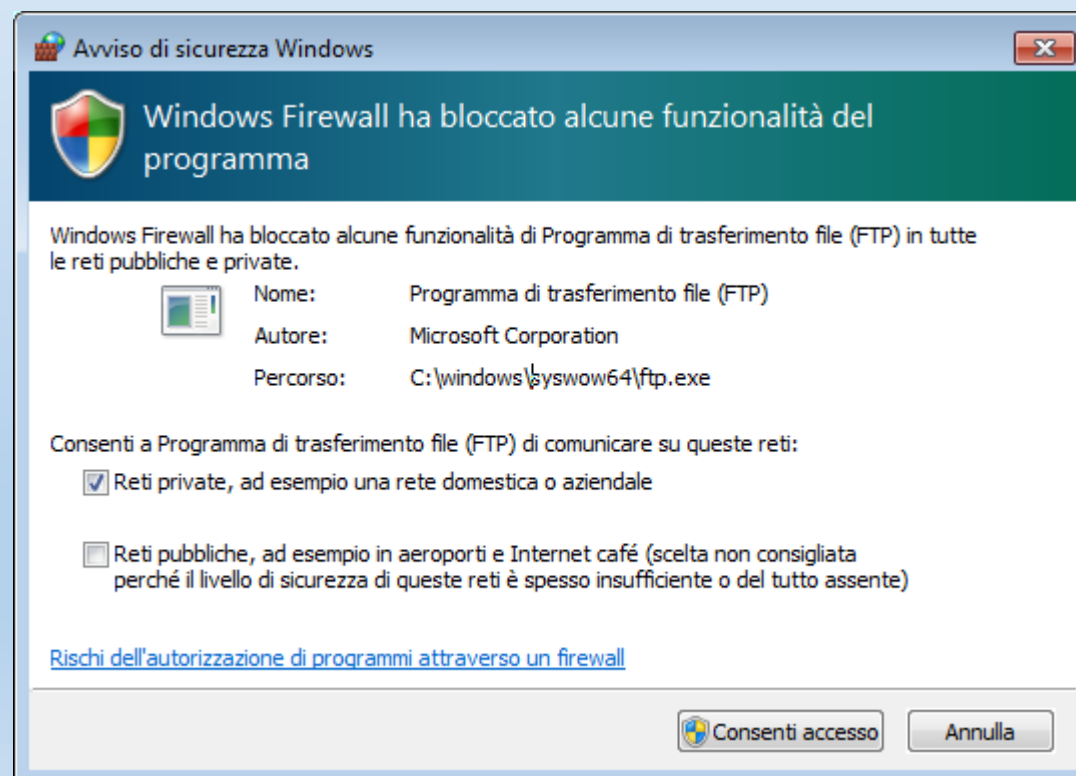 Avviso di sicurezza Windows
Windows Firewall ha bloccato alcune funzionalità del
programma
Windows Firewall ha bloccato alcune funzionalità di Programma di trasferimento file (FTP) in tutte
le reti pubbliche e private.
Nome: Programma di trasferimento file (FTP)
Autore: Microsoft Corporation
Percorso: C:\windows\syswow64\ftp.exe
Consenti a Programma di trasferimento file (FTP) di comunicare su queste reti:
Reti private, ad esempio una rete domestica o aziendale
Reti pubbliche, ad esempio in aeroporti e Internet café (scelta non consigliata
perché il livello di sicurezza di queste reti è spesso insufficiente o del tutto assente)
Rischi dell'autorizzazione di programmi attraverso un firewall
Consenti accesso Annulla